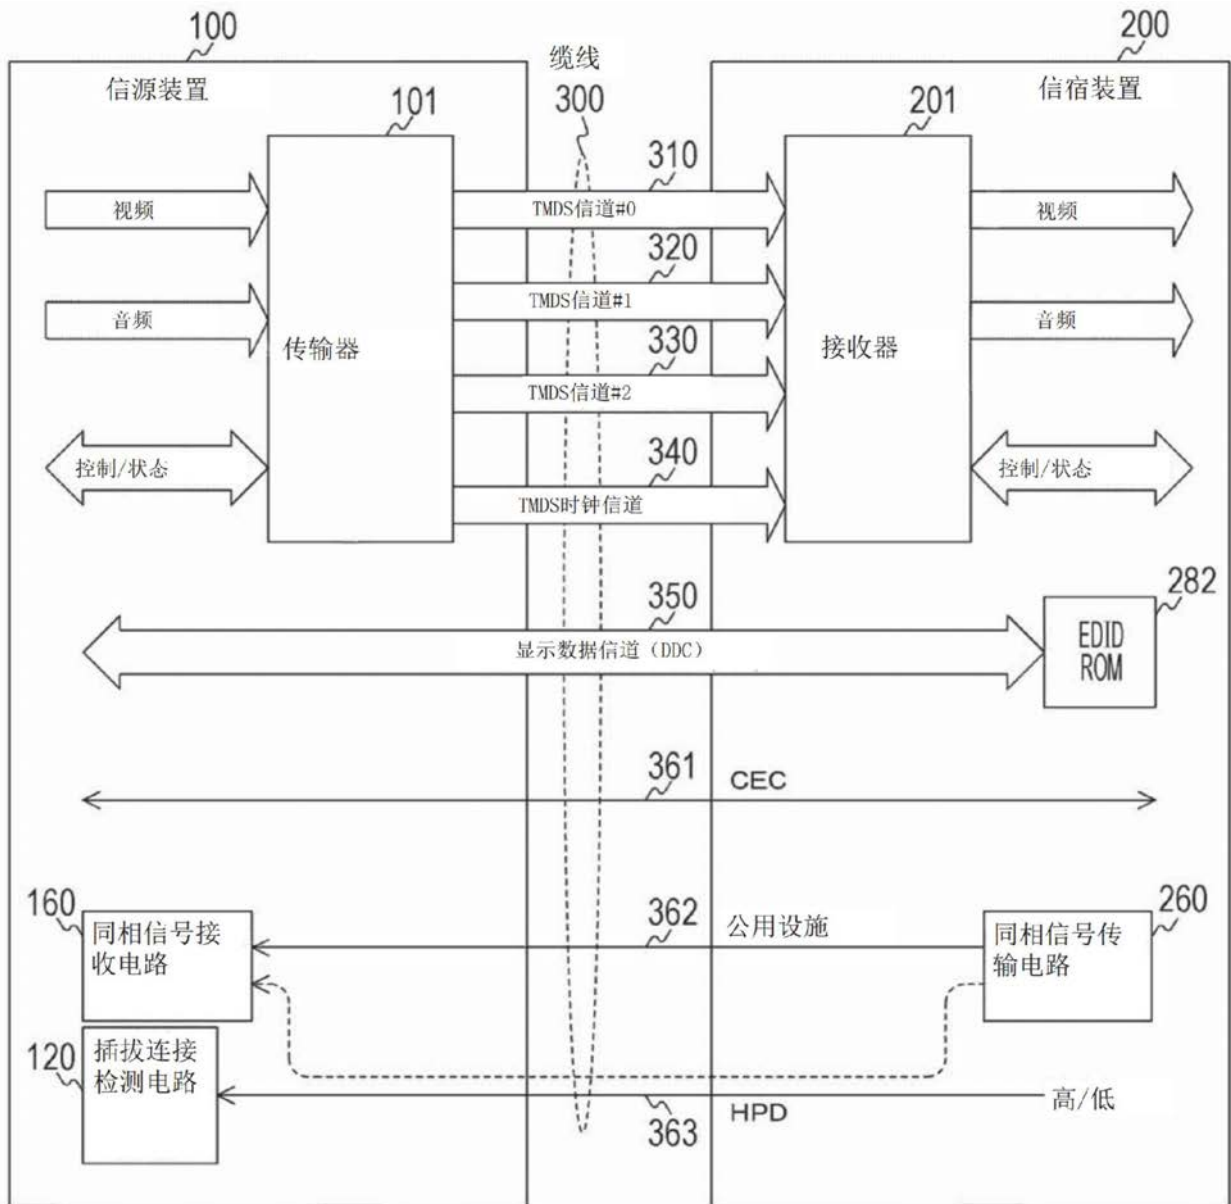 100
缆线
200
信源装置
300
信宿装置
101
201
310
视频
TMDS信道#0
视频
320
音频
TMDS信道#1
音频
传输器
330
接收器
TMDS信道#2
340
控制/状态
控制/状态
TMDS时钟信道
350
282
显示数据信道（DDC）
EDID
ROM
361
CEC
160
362
公用设施
260
同相信号接
收电路
同相信号传
输电路
120
插拔连接
检测电路
363
HPD
高/低